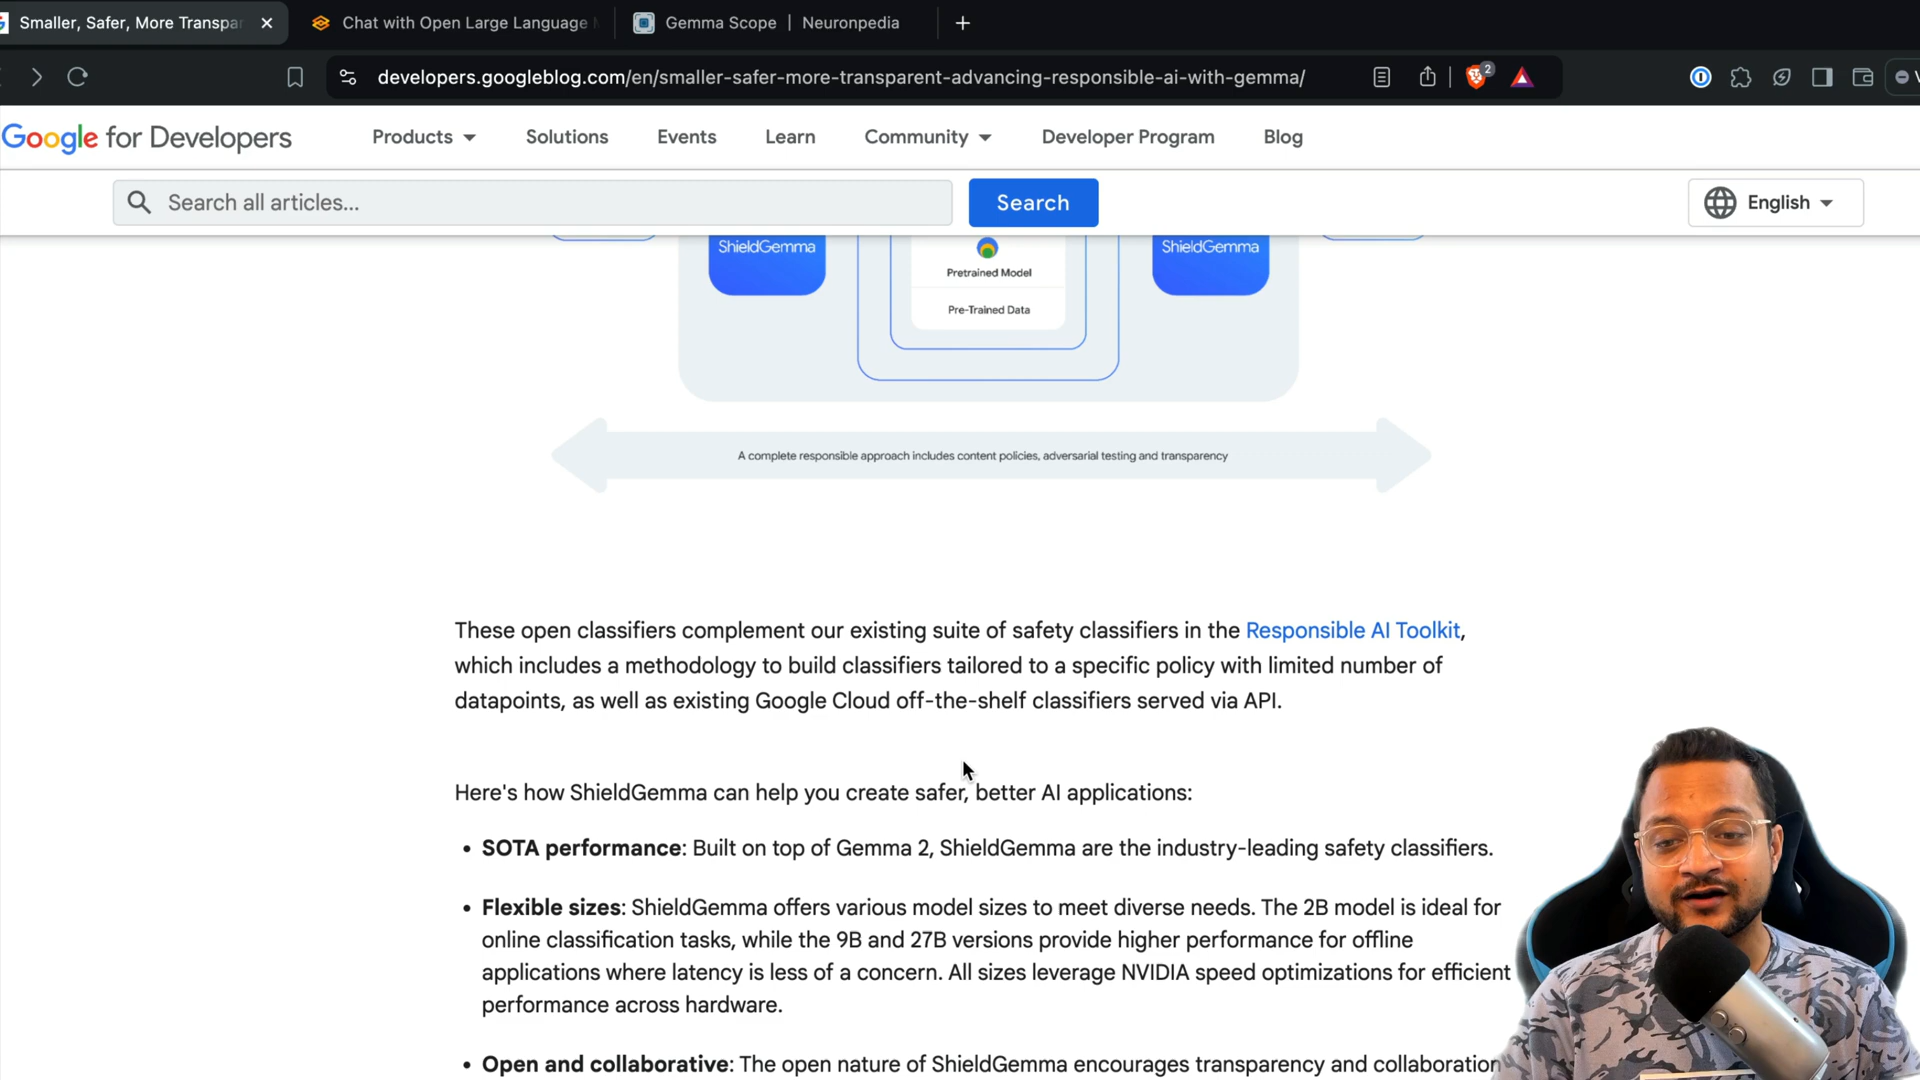 Smaller, Safer, More Transpar
Chat with Open Large Language
Gemma Scope | Neuronpedia
developers.googleblog.com/en/smaller-safer-more-transparent-advancing-responsible-ai-with-gemma/
2
Google for Developers
Products
Solutions
Events
Learn
Community
Developer Program
Blog
Search all articles...
Search
English
ShieldGemma
Pretrained Model
Pre-Trained Data
ShieldGemma
A complete responsible approach includes content policies, adversarial testing and transparency
These open classifiers complement our existing suite of safety classifiers in the Responsible AI Toolkit,
which includes a methodology to build classifiers tailored to a specific policy with limited number of
datapoints, as well as existing Google Cloud off-the-shelf classifiers served via API.
Here's how ShieldGemma can help you create safer, better AI applications:
• SOTA performance: Built on top of Gemma 2, ShieldGemma are the industry-leading safety classifiers.
• Flexible sizes: ShieldGemma offers various model sizes to meet diverse needs. The 2B model is ideal for
online classification tasks, while the 9B and 27B versions provide higher performance for offline
applications where latency is less of a concern. All sizes leverage NVIDIA speed optimizations for efficient
performance across hardware.
• Open and collaborative: The open nature of ShieldGemma encourages transparency and collaboration